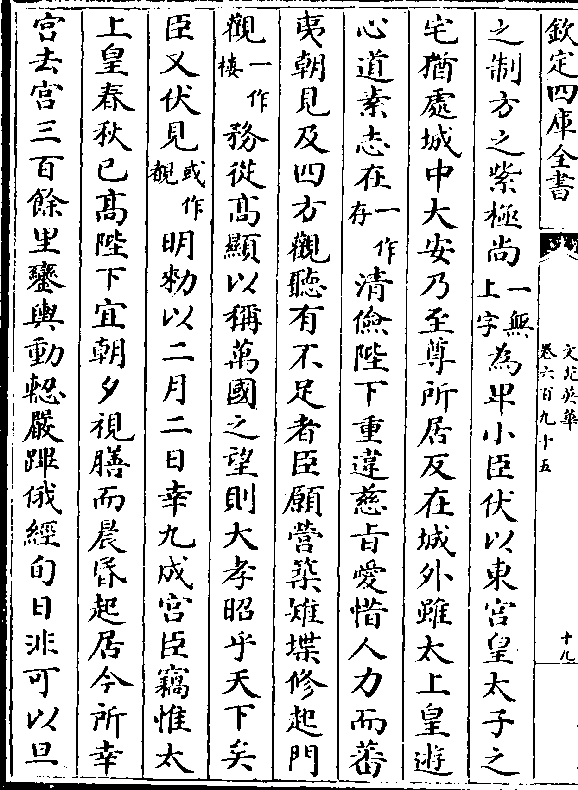 欽定四庫全書
文苑英華
卷六百九十五
十九
之制方之紫極尚一無上字為卑小臣伏以東宮皇太子之
宅猶處城中大安乃至尊所居反在城外雖太上皇遊
心道素志在一作存清儉陛下重違慈旨愛惜人力而蕃
夷朝見及四方觀聽有不足者臣願營築雉堞修起門
觀一作樓務從高顯以稱萬國之望則大孝昭乎天下矣
臣又伏見或作覩明勑以二月二日幸九成宮臣竊惟太
上皇春秋已高陛下宜朝夕視膳而晨昏起居今所幸
宮去宮三百餘里鑾輿動愬嚴蹕俄經旬日非可以旦